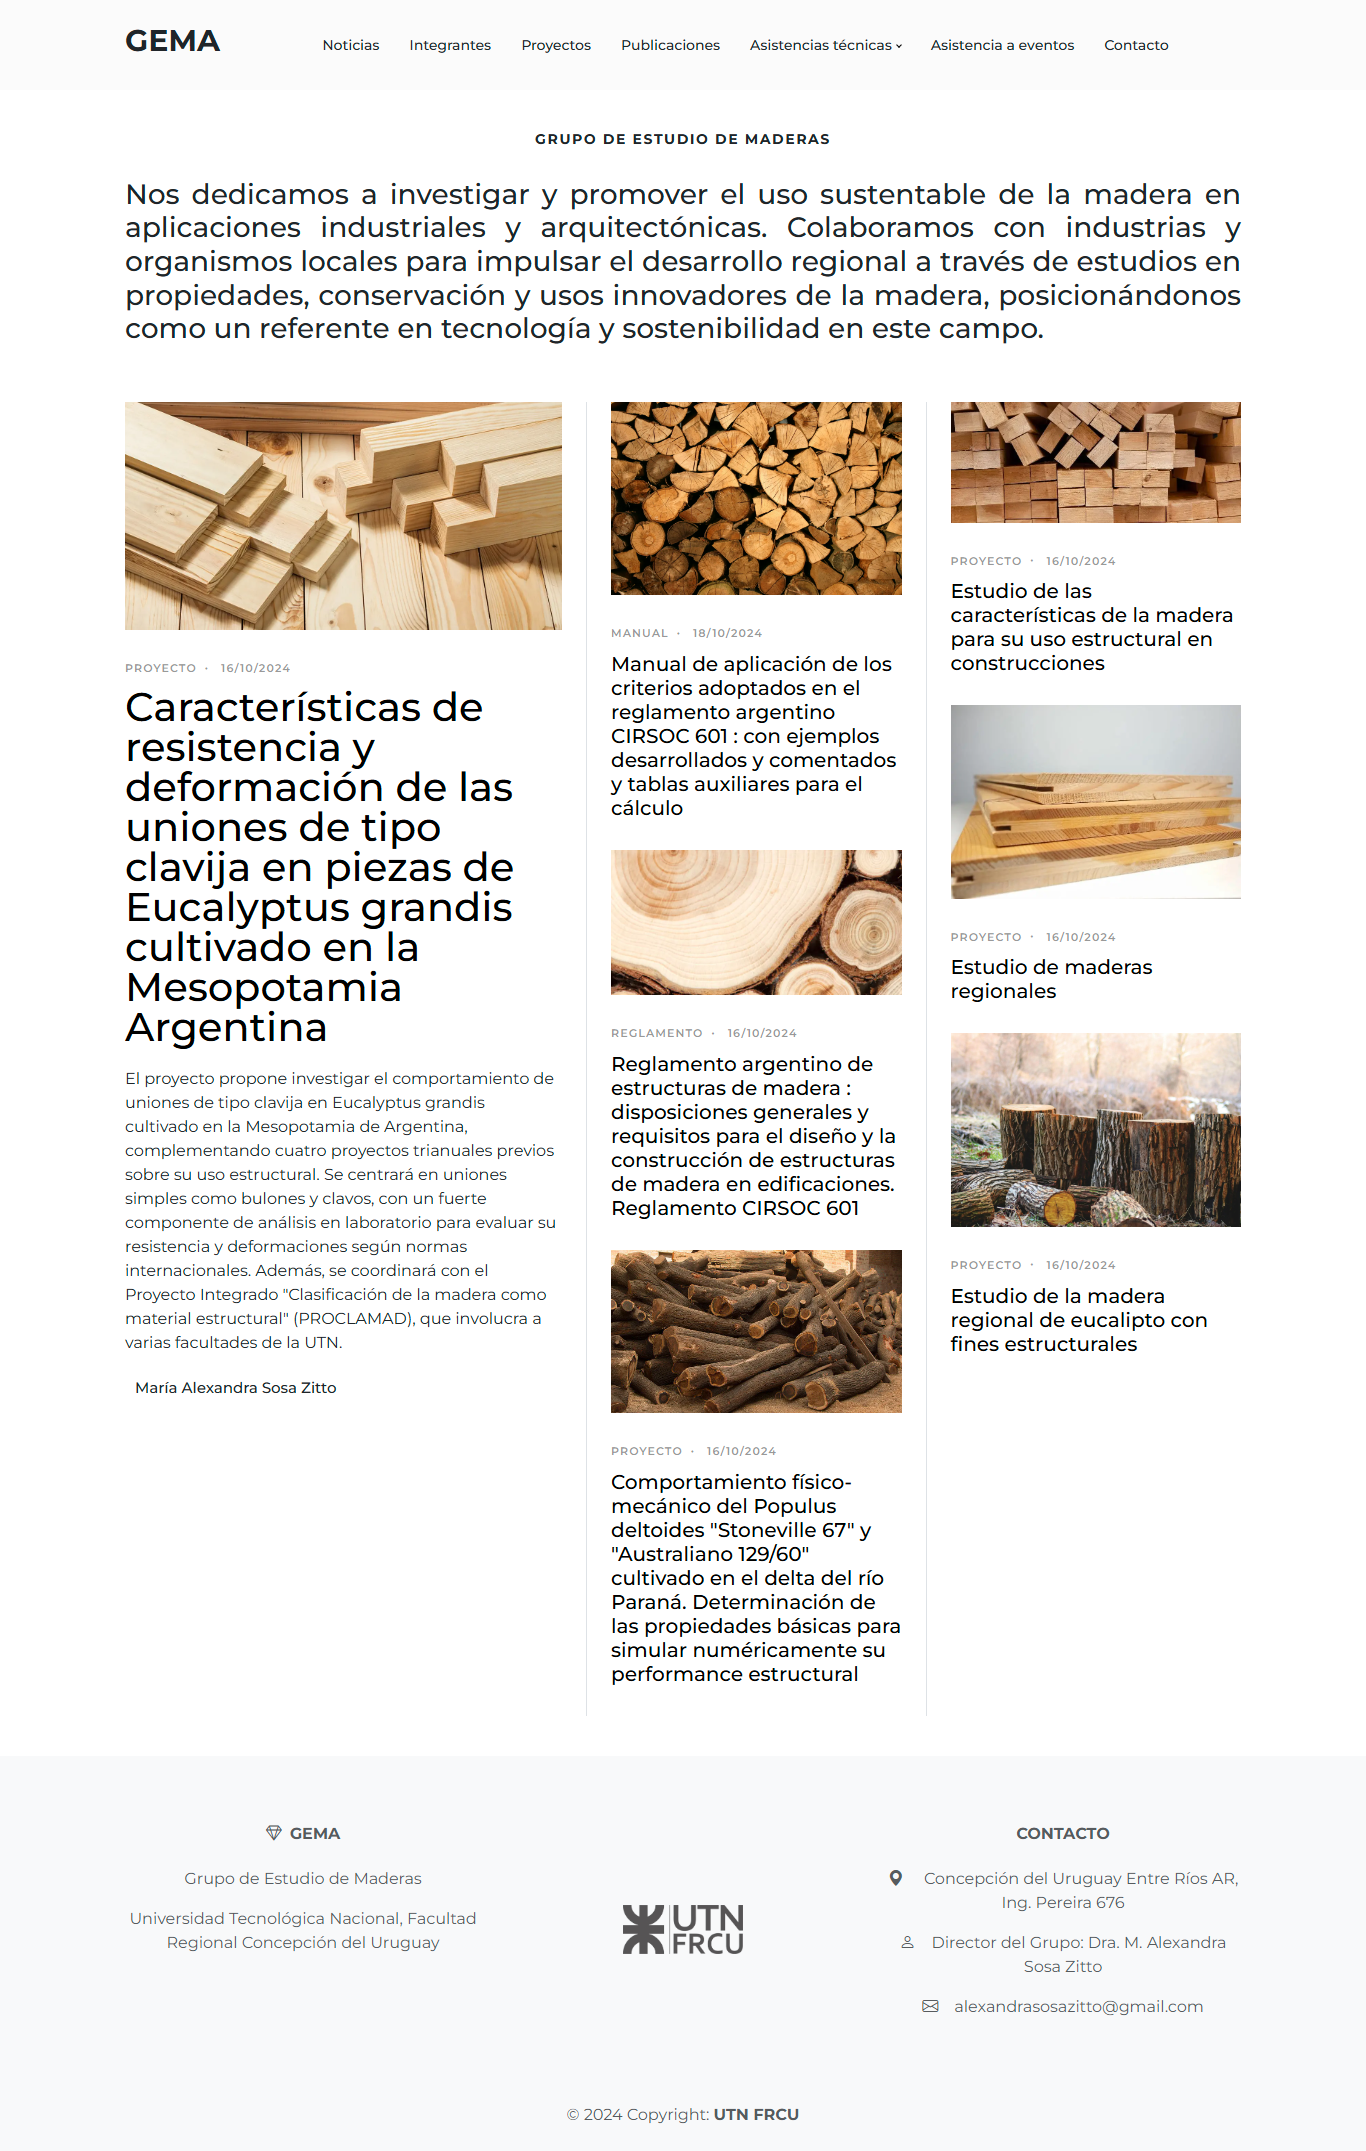 GEMA
Noticias
Integrantes
Proyectos
Publicaciones
Asistencias técnicas
Asistencia a eventos
Contacto
GRUPO DE ESTUDIO DE MADERAS
Nos dedicamos a investigar y promover el uso sustentable de la madera en
aplicaciones industriales y arquitectónicas. Colaboramos con industrias y
organismos locales para impulsar el desarrollo regional a través de estudios en
propiedades, conservación y usos innovadores de la madera, posicionándonos
como un referente en tecnología y sostenibilidad en este campo.
PROYECTO • 16/10/2024
Características de
resistencia y
deformación de las
uniones de tipo
clavija en piezas de
Eucalyptus grandis
cultivado en la
Mesopotamia
Argentina
El proyecto propone investigar el comportamiento de
uniones de tipo clavija en Eucalyptus grandis
cultivado en la Mesopotamia de Argentina,
complementando cuatro proyectos trianuales previos
sobre su uso estructural. Se centrará en uniones
simples como bulones y clavos, con un fuerte
componente de análisis en laboratorio para evaluar su
resistencia y deformaciones según normas
internacionales. Además, se coordinará con el
Proyecto Integrado "Clasificación de la madera como
material estructural" (PROCLAMAD), que involucra a
varias facultades de la UTN.
María Alexandra Sosa Zitto
MANUAL • 18/10/2024
Manual de aplicación de los
criterios adoptados en el
reglamento argentino
CIRSOC 601 : con ejemplos
desarrollados y comentados
y tablas auxiliares para el
cálculo
REGLAMENTO • 16/10/2024
Reglamento argentino de
estructuras de madera :
disposiciones generales y
requisitos para el diseño y la
construcción de estructuras
de madera en edificaciones.
Reglamento CIRSOC 601
PROYECTO • 16/10/2024
Comportamiento físico-
mecánico del Populus
deltoides "Stoneville 67" y
"Australiano 129/60"
cultivado en el delta del río
Paraná. Determinación de
las propiedades básicas para
simular numéricamente su
performance estructural
PROYECTO • 16/10/2024
Estudio de las
características de la madera
para su uso estructural en
construcciones
PROYECTO • 16/10/2024
Estudio de maderas
regionales
PROYECTO • 16/10/2024
Estudio de la madera
regional de eucalipto con
fines estructurales
GEMA
Grupo de Estudio de Maderas
Universidad Tecnológica Nacional, Facultad
Regional Concepción del Uruguay
UTN
FRCU
CONTACTO
Concepción del Uruguay Entre Ríos AR,
Ing. Pereira 676
Director del Grupo: Dra. M. Alexandra
Sosa Zitto
alexandrasosazitto@gmail.com
© 2024 Copyright: UTN FRCU